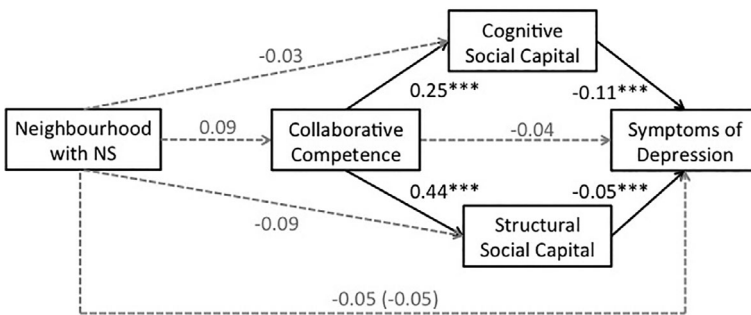 Cognitive
Social Capital
-0.03
0.25***
-0.11***
Neighbourhood
with NS
0.09
Collaborative
Competence
-0.04
Symptoms of
Depression
0.44***
-0.05***
-0.09
Structural
Social Capital
-0.05 (-0.05)